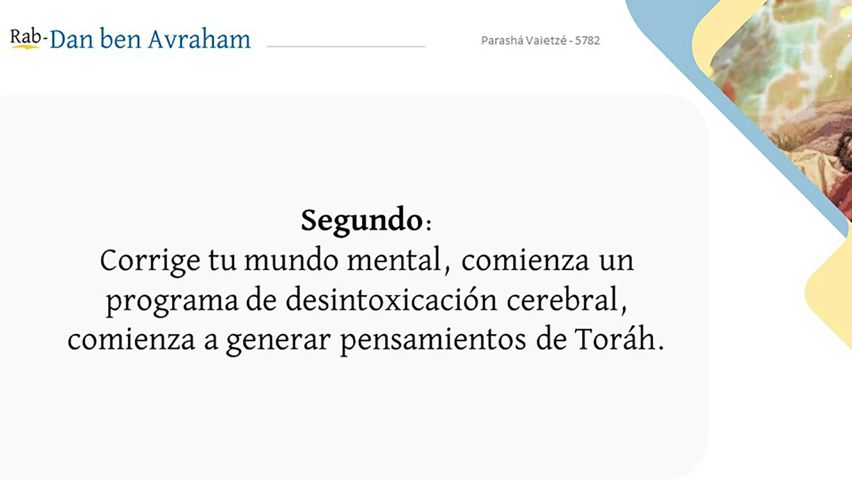 Rab-Dan ben Avraham
Parashá Vaietzé - 5782
Segundo:
Corrige tu mundo mental, comienza un
programa de desintoxicación cerebral,
comienza a generar pensamientos de Toráh.